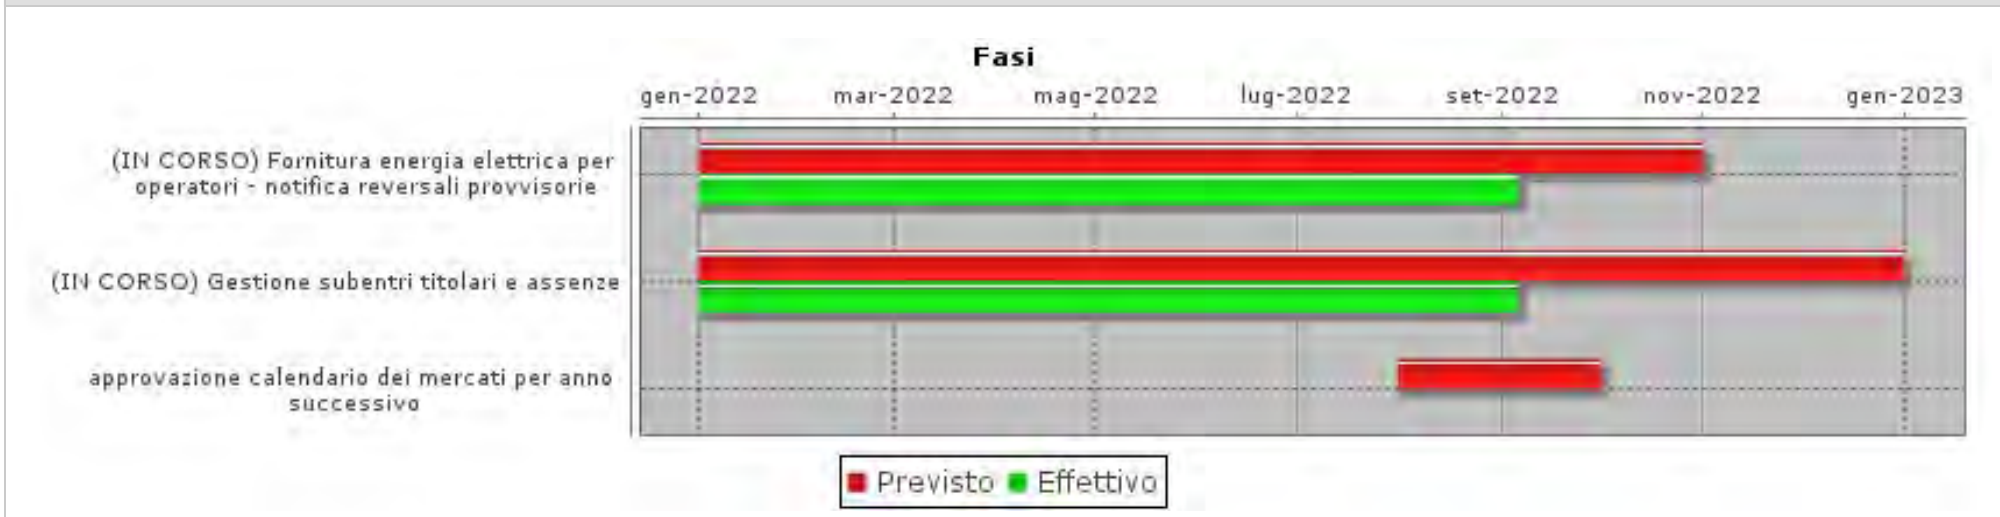 Fasi
gen-2022 mar-2022 mag-2022 lug-2022 set-2022 nov-2022 gen-2023
(IN CORSO) Fornitura energia elettrica per
operatori - notifica reversali provvisorie
(IN CORSO) Gestione subentri titolari e assenze
approvazione calendario dei mercati per anno
successivo
Previsto Effettivo